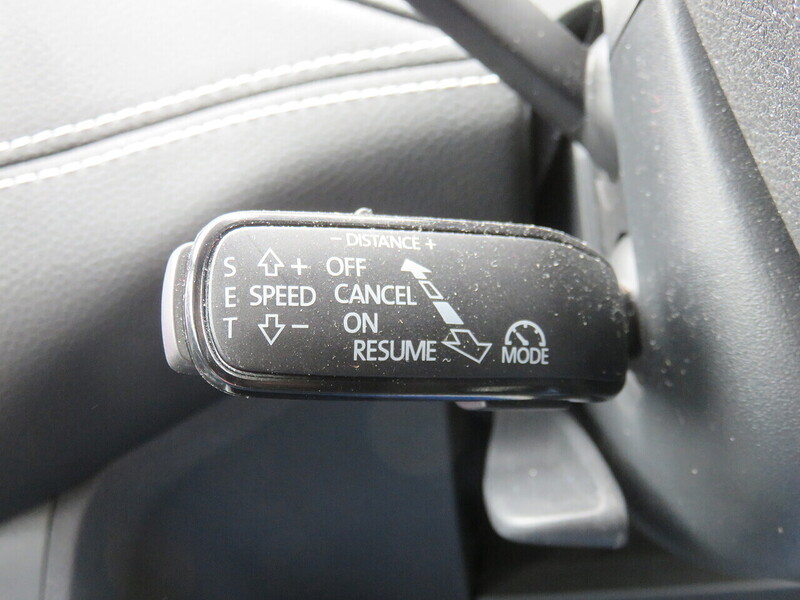 - DISTANCE +
S + OFF
E SPEED CANCEL
T - ON
RESUME
MODE